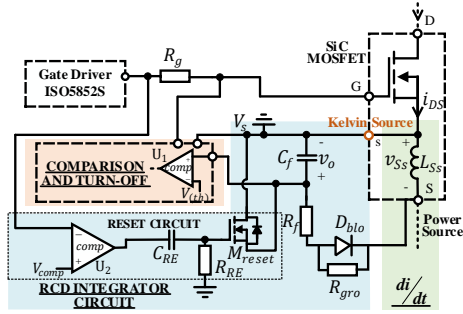 D
SiC
MOSFET
R_g
Gate Driver
ISO5852S
G
i_DS
V_s
Kelvin Source
s
+
-
U_1
comp
+
-
V_(th)
COMPARISON
AND TURN-OFF
C_f
v_o
+
v_Ss
L_Ss
-
S
Power
Source
RESET CIRCUIT
R_f
D_blo
comp
-
+
U_2
C_RE
M_reset
V_comp
R_RE
R_gro
RCD INTEGRATOR
CIRCUIT
di/dt